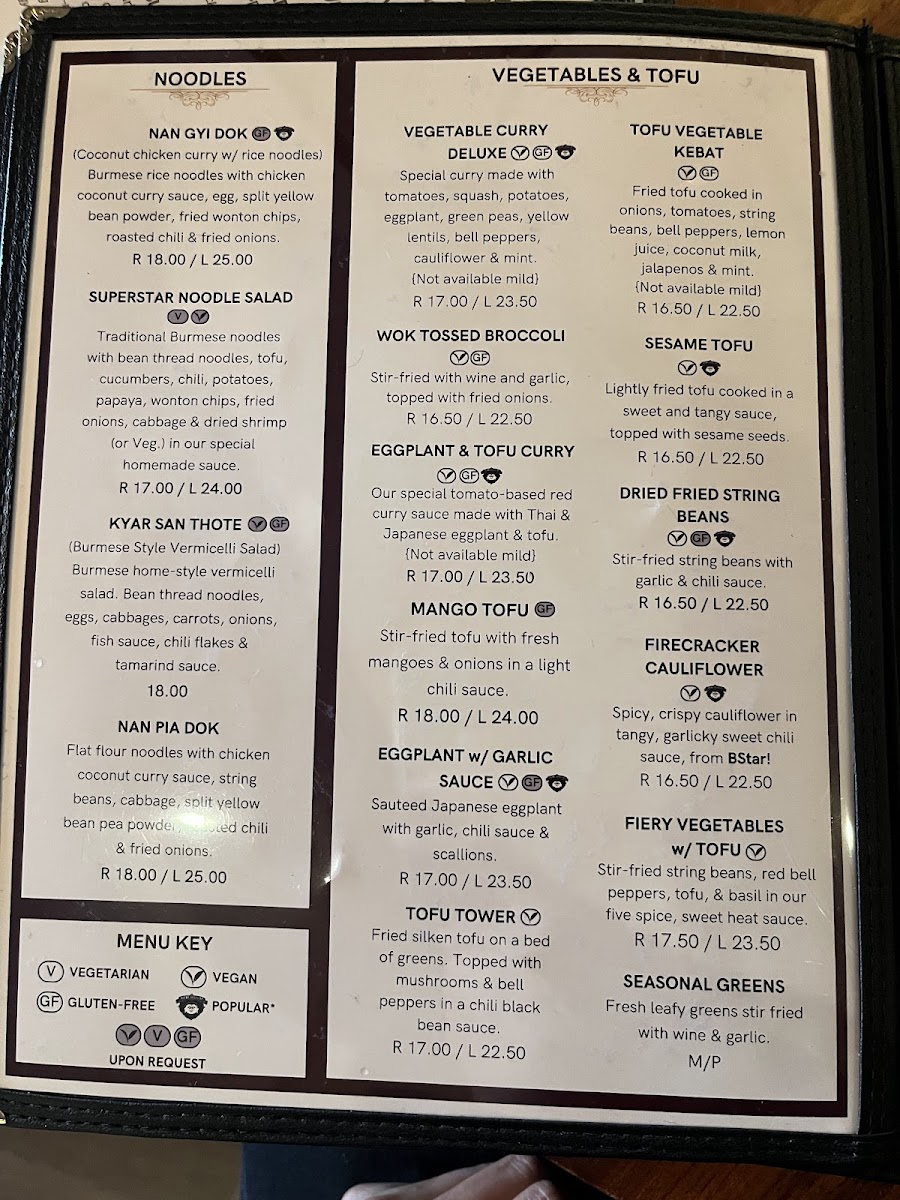 NOODLES
NAN GYI DOK GF
(Coconut chicken curry w/ rice noodles)
Burmese rice noodles with chicken
coconut curry sauce, egg, split yellow
bean powder, fried wonton chips,
roasted chili & fried onions.
R 18.00 / L 25.00
SUPERSTAR NOODLE SALAD
V
Traditional Burmese noodles
with bean thread noodles, tofu,
cucumbers, chili, potatoes,
papaya, wonton chips, fried
onions, cabbage & dried shrimp
(or Veg.) in our special
homemade sauce.
R 17.00 / L 24.00
KYAR SAN THOTE GF
(Burmese Style Vermicelli Salad)
Burmese home-style vermicelli
salad. Bean thread noodles,
eggs, cabbages, carrots, onions,
fish sauce, chili flakes &
tamarind sauce.
18.00
NAN PIA DOK
Flat flour noodles with chicken
coconut curry sauce, string
beans, cabbage, split yellow
bean pea powder, chili
& fried onions.
R 18.00 / L 25.00
MENU KEY
V VEGETARIAN VEGAN
GF GLUTEN-FREE POPULAR*
V GF
UPON REQUEST
VEGETABLES & TOFU
VEGETABLE CURRY
DELUXE GF
Special curry made with
tomatoes, squash, potatoes,
eggplant, green peas, yellow
lentils, bell peppers,
cauliflower & mint.
{Not available mild}
R 17.00 / L 23.50
WOK TOSSED BROCCOLI
GF
Stir-fried with wine and garlic,
topped with fried onions.
R 16.50 / L 22.50
EGGPLANT & TOFU CURRY
GF
Our special tomato-based red
curry sauce made with Thai &
Japanese eggplant & tofu.
{Not available mild}
R 17.00 / L 23.50
MANGO TOFU GF
Stir-fried tofu with fresh
mangoes & onions in a light
chili sauce.
R 18.00 / L 24.00
EGGPLANT w/ GARLIC
SAUCE GF
Sauteed Japanese eggplant
with garlic, chili sauce &
scallions.
R 17.00 / L 23.50
TOFU TOWER
Fried silken tofu on a bed
of greens. Topped with
mushrooms & bell
peppers in a chili black
bean sauce.
R 17.00 / L 22.50
TOFU VEGETABLE
KEBAT
GF
Fried tofu cooked in
onions, tomatoes, string
beans, bell peppers, lemon
juice, coconut milk,
jalapenos & mint.
{Not available mild}
R 16.50 / L 22.50
SESAME TOFU
Lightly fried tofu cooked in a
sweet and tangy sauce,
topped with sesame seeds.
R 16.50 / L 22.50
DRIED FRIED STRING
BEANS
GF
Stir-fried string beans with
garlic & chili sauce.
R 16.50 / L 22.50
FIRECRACKER
CAULIFLOWER
Spicy, crispy cauliflower in
tangy, garlicky sweet chili
sauce, from BStar!
R 16.50 / L 22.50
FIERY VEGETABLES
w/ TOFU
Stir-fried string beans, red bell
peppers, tofu, & basil in our
five spice, sweet heat sauce.
R 17.50 / L 23.50
SEASONAL GREENS
Fresh leafy greens stir fried
with wine & garlic.
M/P